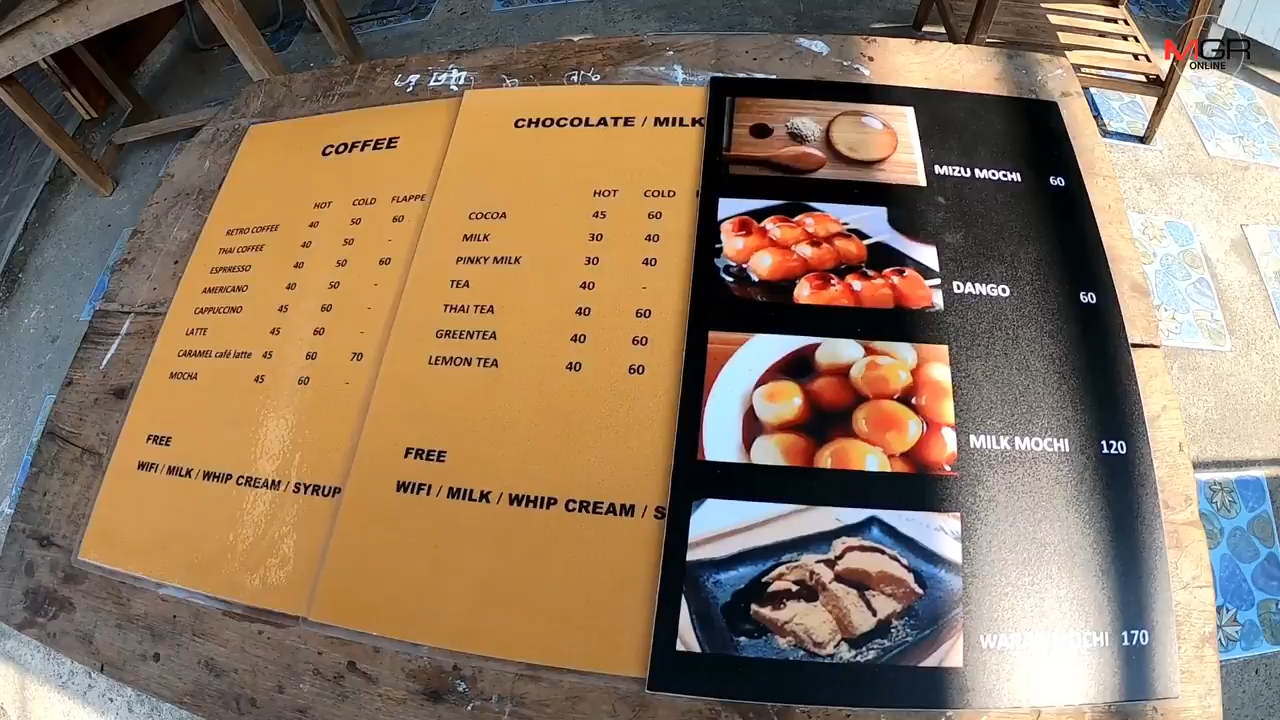 MGR
ONLINE
COFFEE
HOT COLD FLAPPE
RETRO COFFEE 40 50 60
THAI COFFEE 40 50 -
ESPRRESSO 40 50 60
AMERICANO 40 50 -
CAPPUCCINO 45 60 -
LATTE 45 60 -
CARAMEL café latte 45 60 70
MOCHA 45 60 -
FREE
WIFI / MILK / WHIP CREAM / SYRUP
CHOCOLATE / MILK
HOT COLD
COCOA 45 60
MILK 30 40
PINKY MILK 30 40
TEA 40 -
THAI TEA 40 60
GREENTEA 40 60
LEMON TEA 40 60
FREE
WIFI / MILK / WHIP CREAM / S
MIZU MOCHI 60
DANGO 60
MILK MOCHI 120
MOCHI 170